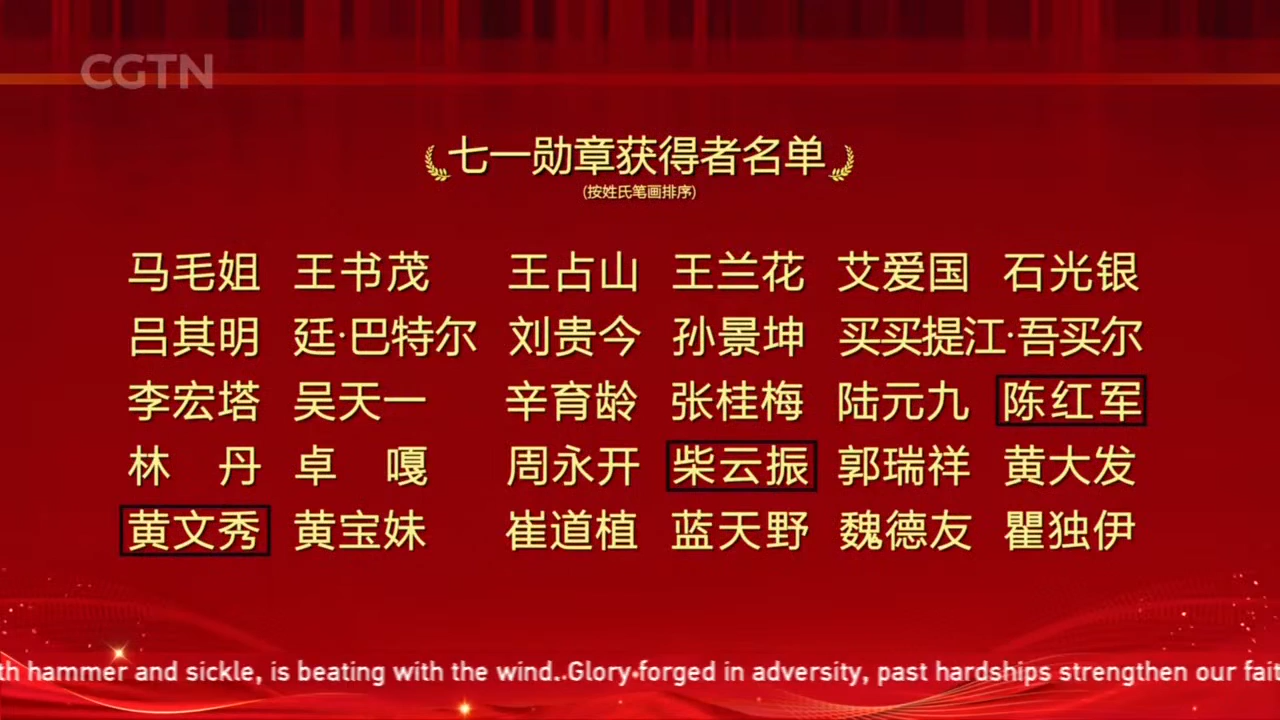 CGTN
七一勋章获得者名单
(按姓氏笔画排序)
马毛姐 王书茂 王占山 王兰花 艾爱国 石光银
吕其明 廷·巴特尔 刘贵今 孙景坤 买买提江·吾买尔
李宏塔 吴天一 辛育龄 张桂梅 陆元九 陈红军
林 丹 卓 嘎 周永开 柴云振 郭瑞祥 黄大发
黄文秀 黄宝妹 崔道植 蓝天野 魏德友 瞿独伊
th hammer and sickle, is beating with the wind. Glory forged in adversity, past hardships strengthen our fait